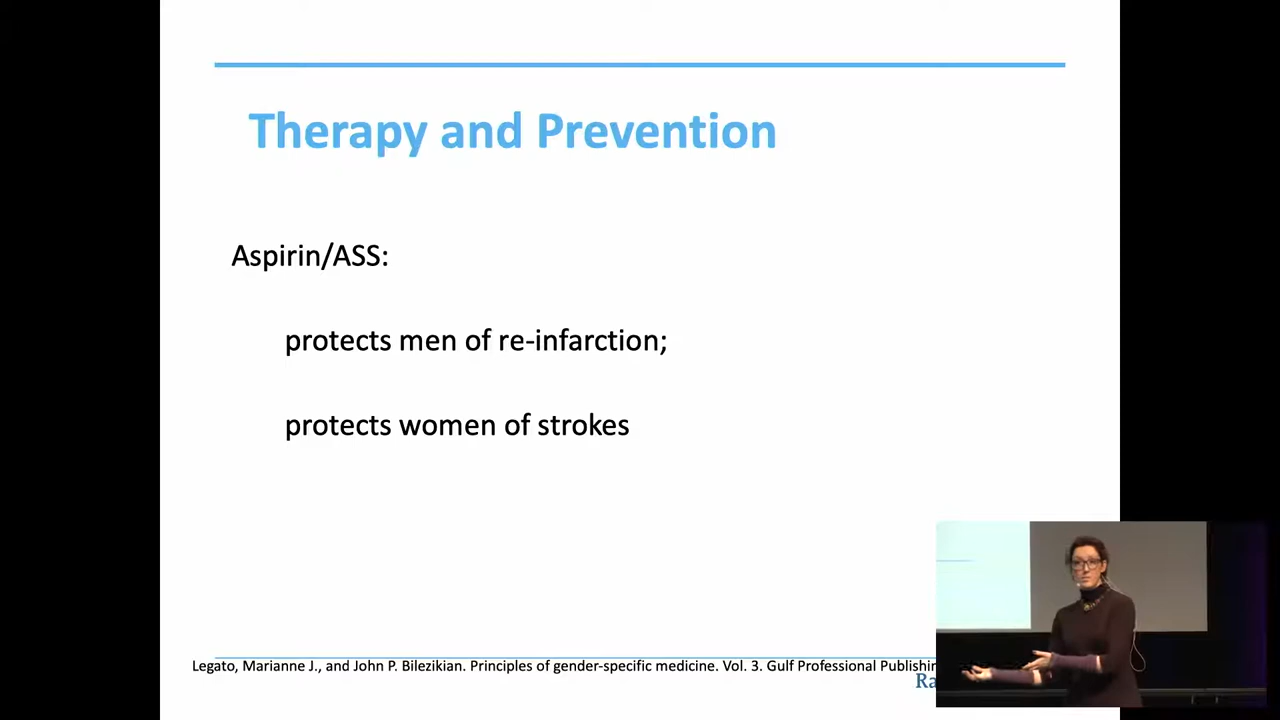 Therapy and Prevention
Aspirin/ASS:
protects men of re-infarction;
protects women of strokes
Legato, Marianne J., and John P. Bilezikian. Principles of gender-specific medicine. Vol. 3. Gulf Professional